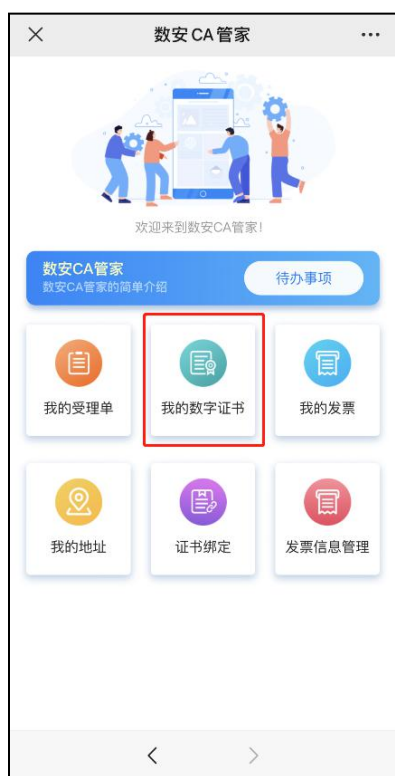 数安CA管家
欢迎来到数安CA管家!
数安CA管家
数安CA管家的简单介绍
待办事项
我的受理单
我的数字证书
我的发票
我的地址
证书绑定
发票信息管理